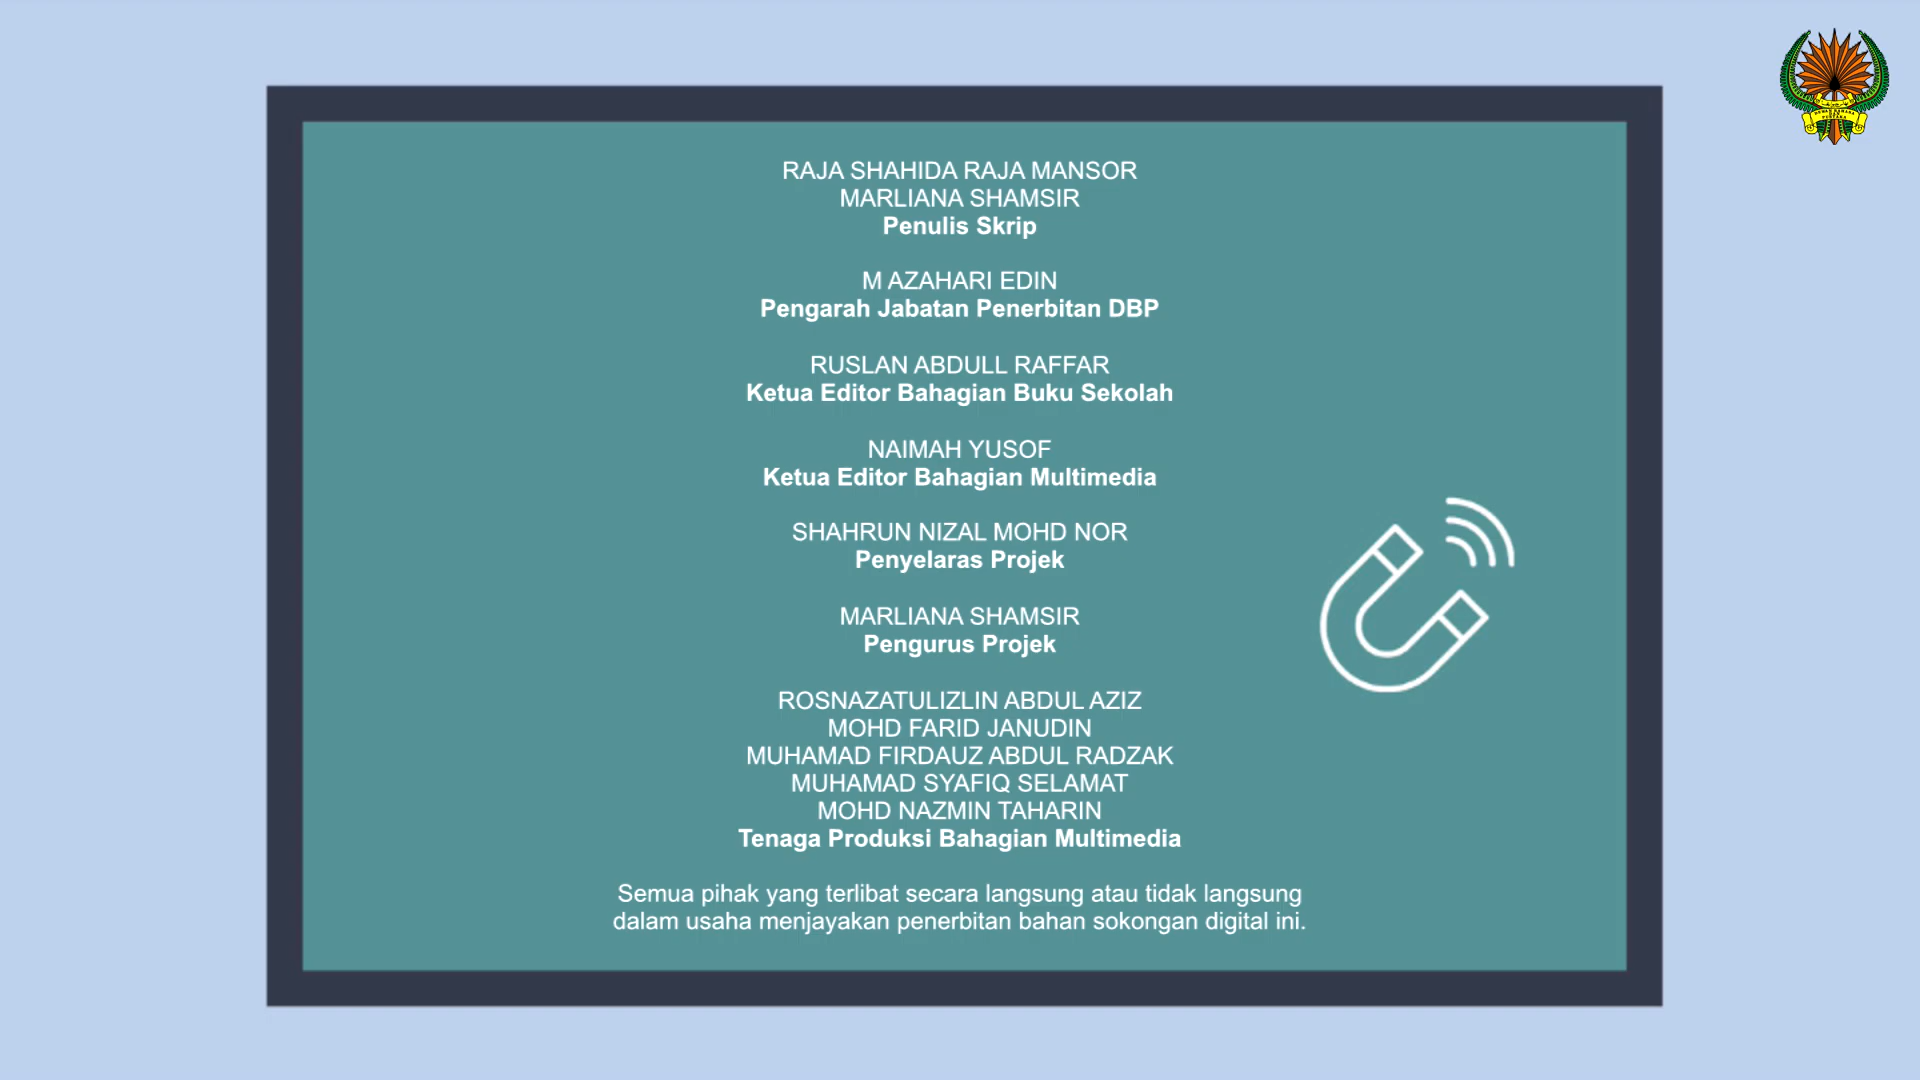 RAJA SHAHIDA RAJA MANSOR
MARLIANA SHAMSIR
Penulis Skrip
M AZAHARI EDIN
Pengarah Jabatan Penerbitan DBP
RUSLAN ABDULL RAFFAR
Ketua Editor Bahagian Buku Sekolah
NAIMAH YUSOF
Ketua Editor Bahagian Multimedia
SHAHRUN NIZAL MOHD NOR
Penyelaras Projek
MARLIANA SHAMSIR
Pengurus Projek
ROSNAZATULIZLIN ABDUL AZIZ
MOHD FARID JANUDIN
MUHAMAD FIRDAUZ ABDUL RADZAK
MUHAMAD SYAFIQ SELAMAT
MOHD NAZMIN TAHARIN
Tenaga Produksi Bahagian Multimedia
Semua pihak yang terlibat secara langsung atau tidak langsung
dalam usaha menjayakan penerbitan bahan sokongan digital ini.